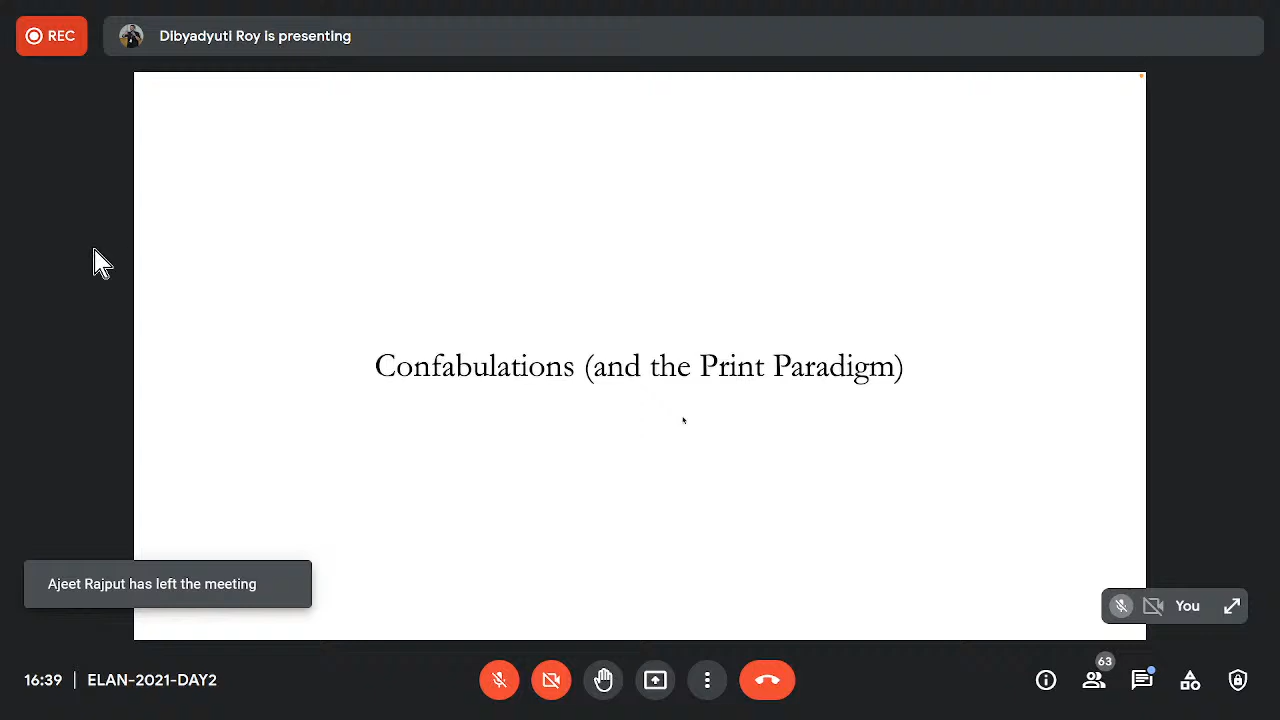 REC
Dibyadyuti Roy is presenting
Confabulations (and the Print Paradigm)
Ajeet Rajput has left the meeting
You
16:39 | ELAN-2021-DAY2
63